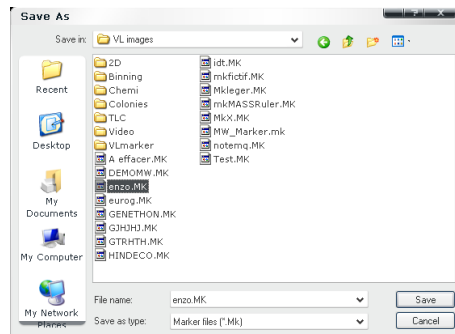 Save As
Save in: VL images
Recent
Desktop
My Documents
My Computer
My Network Places
2D
Binning
Chemi
Colonies
TLC
Video
VLmarker
A effacer.MK
DEMOMW.MK
enzo.MK
eurog.MK
GENETHON.MK
GJHJHJ.MK
GTRHTH.MK
HINDECO.MK
idt.MK
mkfictif.MK
Mkleger.MK
mkMASSRuler.MK
MkX.MK
MW_Marker.mk
notemq.MK
Test.MK
File name: enzo.MK Save
Save as type: Marker files (*.Mk) Cancel